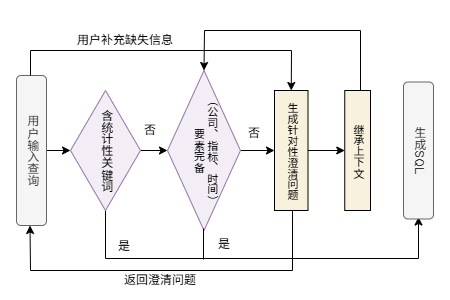 用户补充缺失信息
用户输入查询
含统计性关键词
否
是
(公司、指标、时间)
要素完备
否
是
生成针对性澄清问题
继承上下文
生成SQL
返回澄清问题